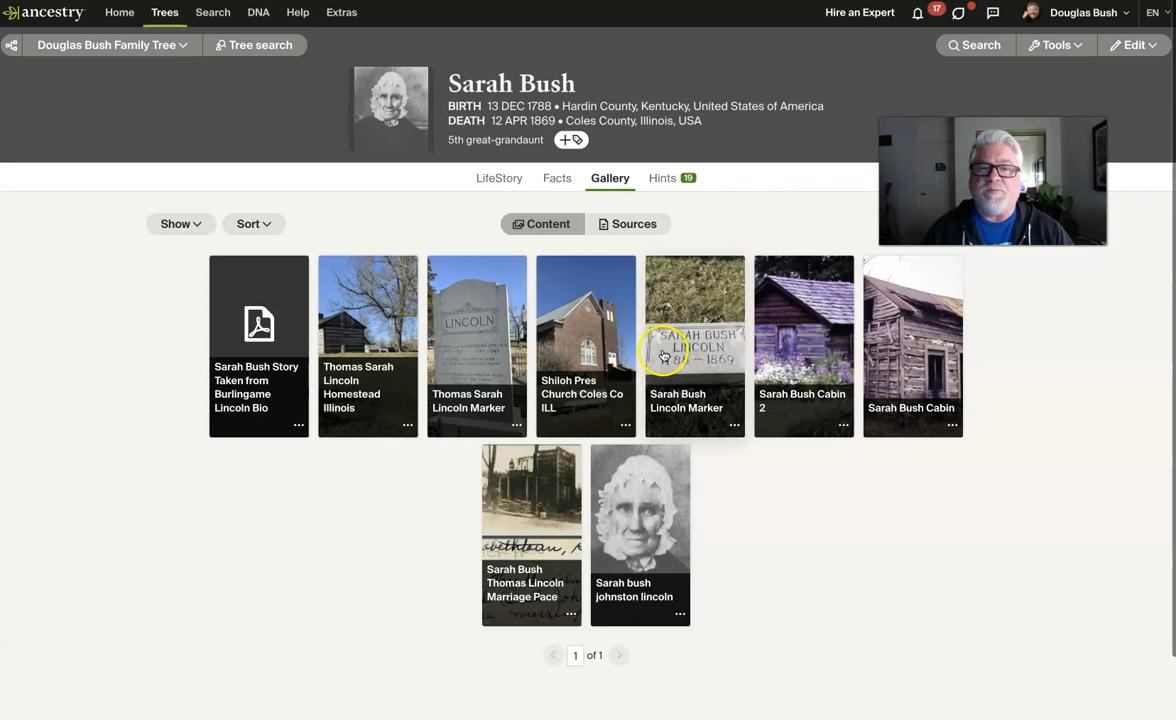 ancestry
Home Trees Search DNA Help Extras
Hire an Expert 17 Douglas Bush EN
Douglas Bush Family Tree Tree search
Search Tools Edit
Sarah Bush
BIRTH 13 DEC 1788 • Hardin County, Kentucky, United States of America
DEATH 12 APR 1869 • Coles County, Illinois, USA
5th great-grandaunt
LifeStory Facts Gallery Hints 19
Show Sort
Content Sources
LINCOLN
SARAH BUSH
LINCOLN
1869
Sarah Bush Story
Taken from
Burlingame
Lincoln Bio
Thomas Sarah
Lincoln
Homestead
Illinois
Thomas Sarah
Lincoln Marker
Shiloh Pres
Church Coles Co
ILL
Sarah Bush
Lincoln Marker
Sarah Bush Cabin
2
Sarah Bush Cabin
Sarah Bush
Thomas Lincoln
Marriage Pace
Sarah bush
johnston lincoln
1 of 1